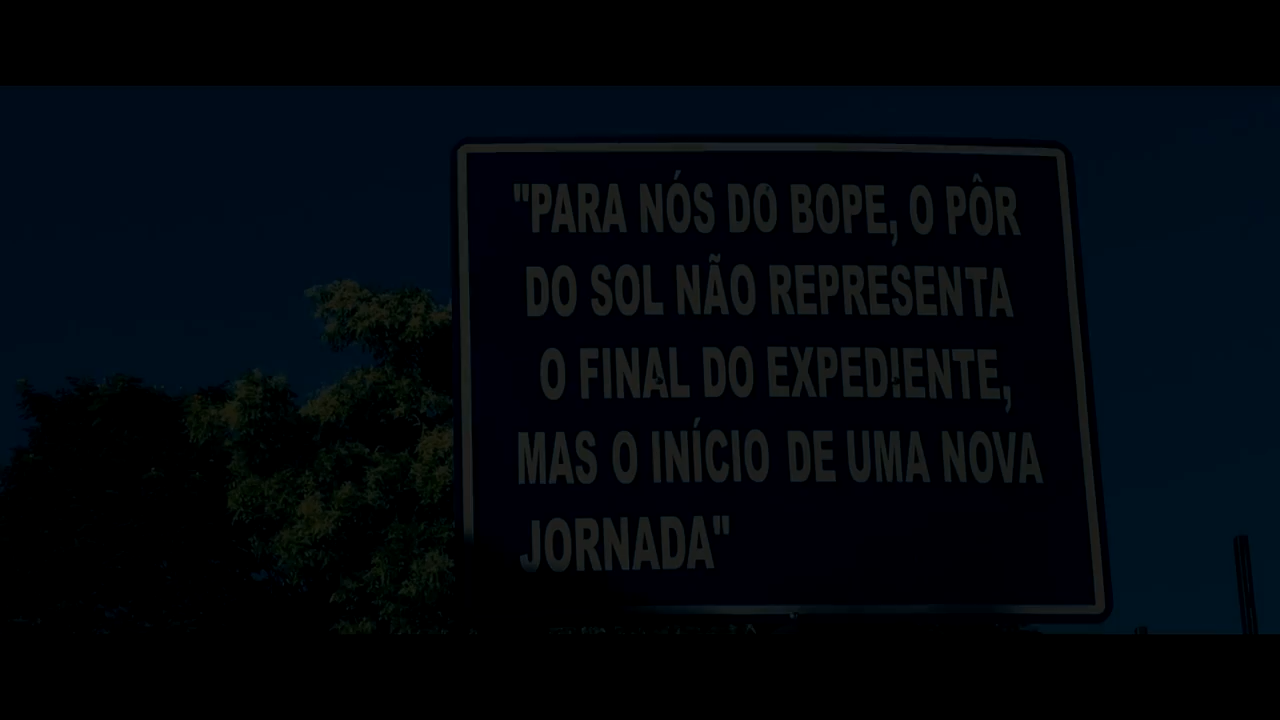 "PARA NÓS DO BOPE, O PÔR
DO SOL NÃO REPRESENTA
O FINAL DO EXPEDIENTE,
MAS O INÍCIO DE UMA NOVA
JORNADA"